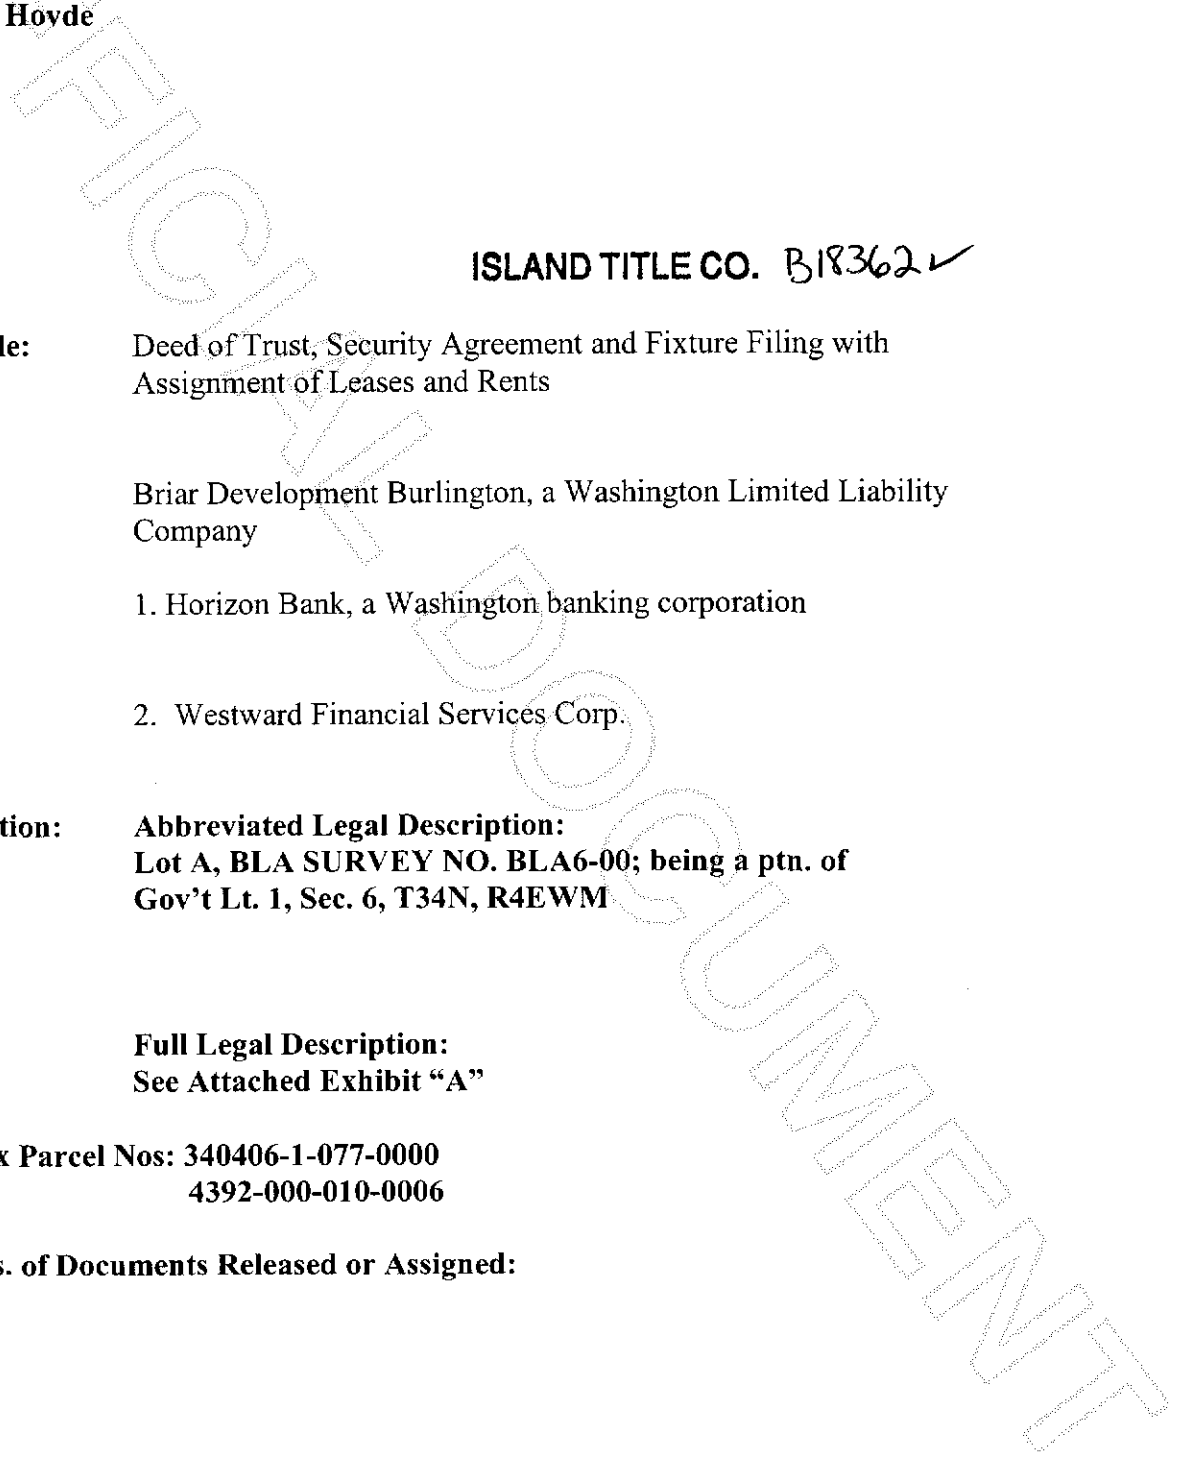 Hovde
ISLAND TITLE CO. B18362✓
le: Deed of Trust, Security Agreement and Fixture Filing with
Assignment of Leases and Rents
Briar Development Burlington, a Washington Limited Liability
Company
1. Horizon Bank, a Washington banking corporation
2. Westward Financial Services Corp.
tion: Abbreviated Legal Description:
Lot A, BLA SURVEY NO. BLA6-00; being a ptn. of
Gov't Lt. 1, Sec. 6, T34N, R4EWM
Full Legal Description:
See Attached Exhibit “A”
x Parcel Nos: 340406-1-077-0000
4392-000-010-0006
s. of Documents Released or Assigned:
FFICIAL DOCUMENT